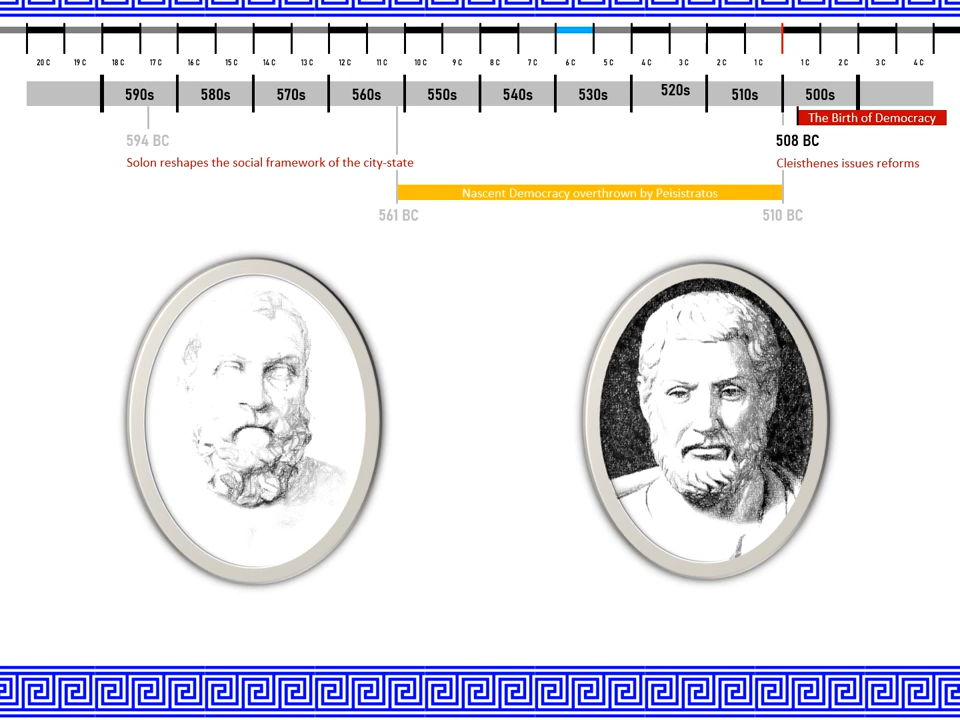 20 C 19 C 18 C 17 C 16 C 15 C 14 C 13 C 12 C 11 C 10 C 9 C 8 C 7 C 6 C 5 C 4 C 3 C 2 C 1 C 1 C 2 C 3 C 4 C
590s 580s 570s 560s 550s 540s 530s 520s 510s 500s
The Birth of Democracy
594 BC
508 BC
Solon reshapes the social framework of the city-state
Cleisthenes issues reforms
Nascent Democracy overthrown by Peisistratos
561 BC
510 BC